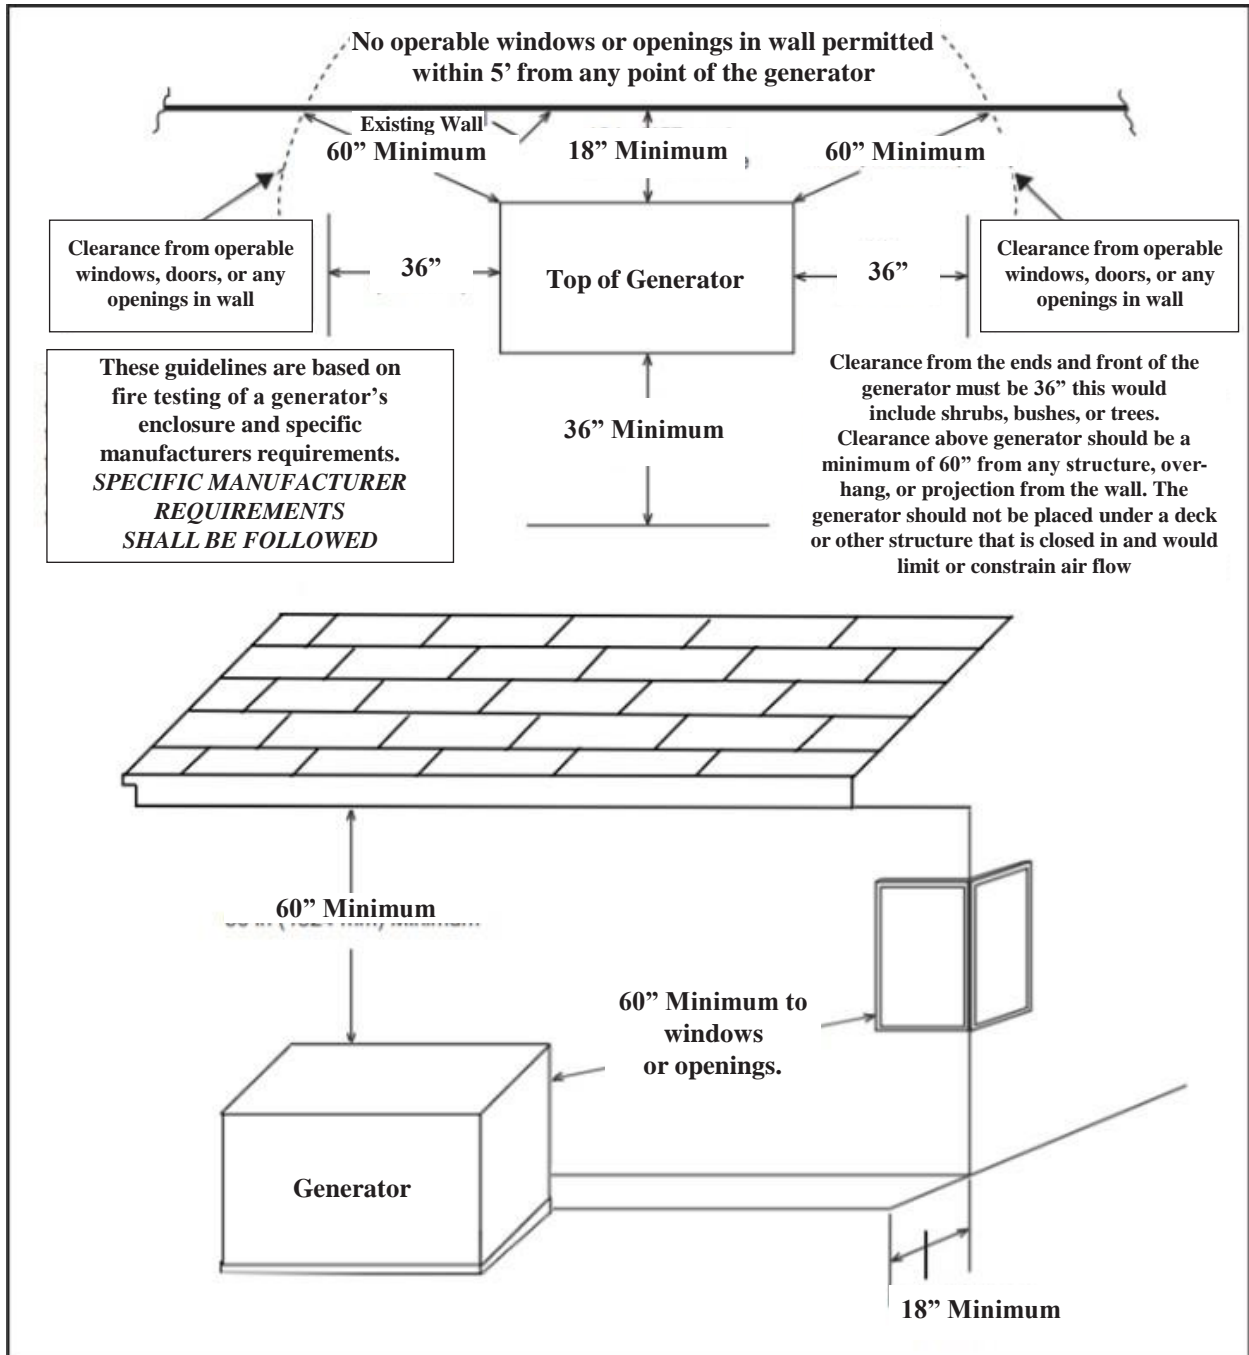 No operable windows or openings in wall permitted
within 5’ from any point of the generator
Existing Wall
60” Minimum
18” Minimum
60” Minimum
Clearance from operable
windows, doors, or any
openings in wall
36”
Top of Generator
36”
Clearance from operable
windows, doors, or any
openings in wall
These guidelines are based on
fire testing of a generator’s
enclosure and specific
manufacturers requirements.
SPECIFIC MANUFACTURER
REQUIREMENTS
SHALL BE FOLLOWED
36” Minimum
Clearance from the ends and front of the
generator must be 36” this would
include shrubs, bushes, or trees.
Clearance above generator should be a
minimum of 60” from any structure, over-
hang, or projection from the wall. The
generator should not be placed under a deck
or other structure that is closed in and would
limit or constrain air flow
60” Minimum
60” Minimum to
windows
or openings.
Generator
18” Minimum